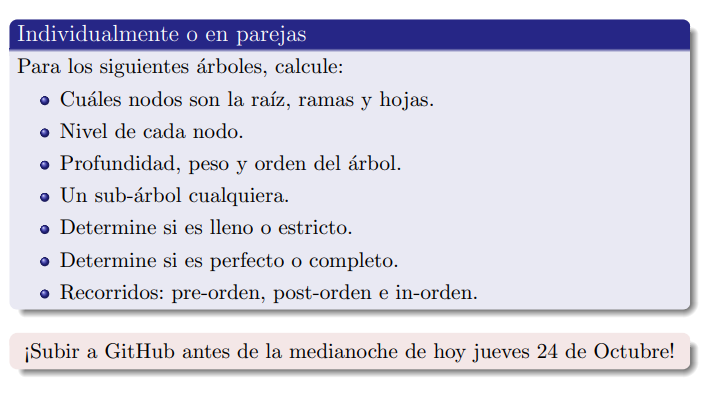 Individualmente o en parejas
Para los siguientes árboles, calcule:
Cuáles nodos son la raíz, ramas y hojas.
Nivel de cada nodo.
Profundidad, peso y orden del árbol.
Un sub-árbol cualquiera.
Determine si es lleno o estricto.
Determine si es perfecto o completo.
Recorridos: pre-orden, post-orden e in-orden.
¡Subir a GitHub antes de la medianoche de hoy jueves 24 de Octubre!